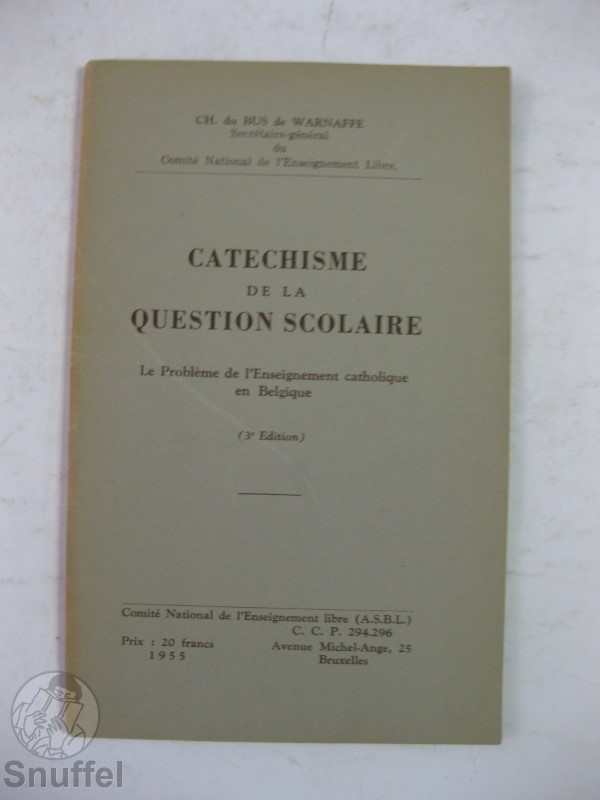 CH. du BUS de WARNAFFE
Secrétaire-général
du
Comité National de l'Enseignement Libre.
CATECHISME
DE LA
QUESTION SCOLAIRE
Le Problème de l'Enseignement catholique
en Belgique
(3e Edition)
Comité National de l'Enseignement libre (A.S.B.L.)
C. C. P. 294.296
Prix : 20 francs
Avenue Michel-Ange, 25
1955
Bruxelles
Snuffel